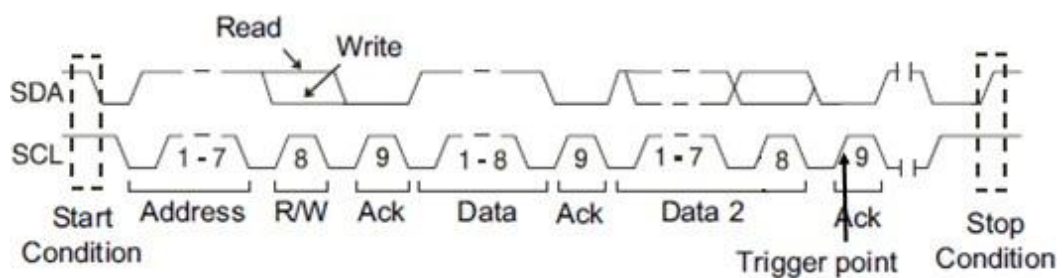 Read
Write
SDA
SCL
1 - 7
8
9
1 - 8
9
1 - 7
8
9
Start Condition
Address
R/W
Ack
Data
Ack
Data 2
Ack
Trigger point
Stop Condition